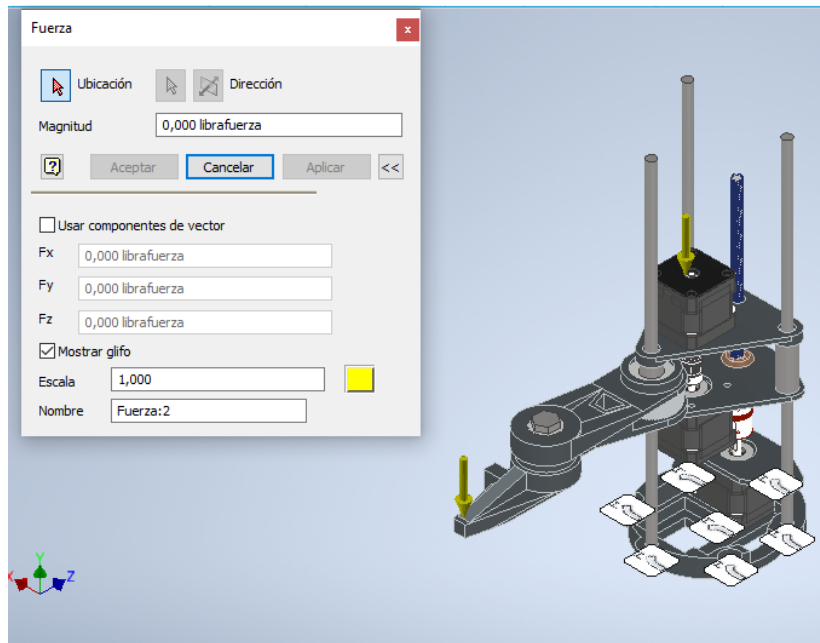 Fuerza
x
Ubicación Dirección
Magnitud 0,000 librafuerza
? Aceptar Cancelar Aplicar <<
Usar componentes de vector
Fx 0,000 librafuerza
Fy 0,000 librafuerza
Fz 0,000 librafuerza
Mostrar glifo
Escala 1,000
Nombre Fuerza:2
Y
X Z